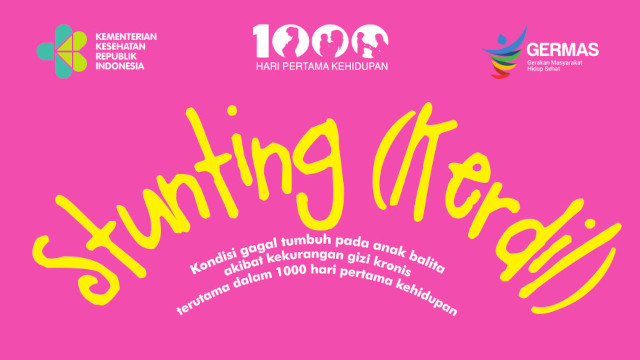 KEMENTERIAN
KESEHATAN
REPUBLIK
INDONESIA
1000
HARI PERTAMA KEHIDUPAN
GERMAS
Gerakan Masyarakat
Hidup Sehat
Stunting (Kerdil)
Kondisi gagal tumbuh pada anak balita
akibat kekurangan gizi kronis
terutama dalam 1000 hari pertama kehidupan